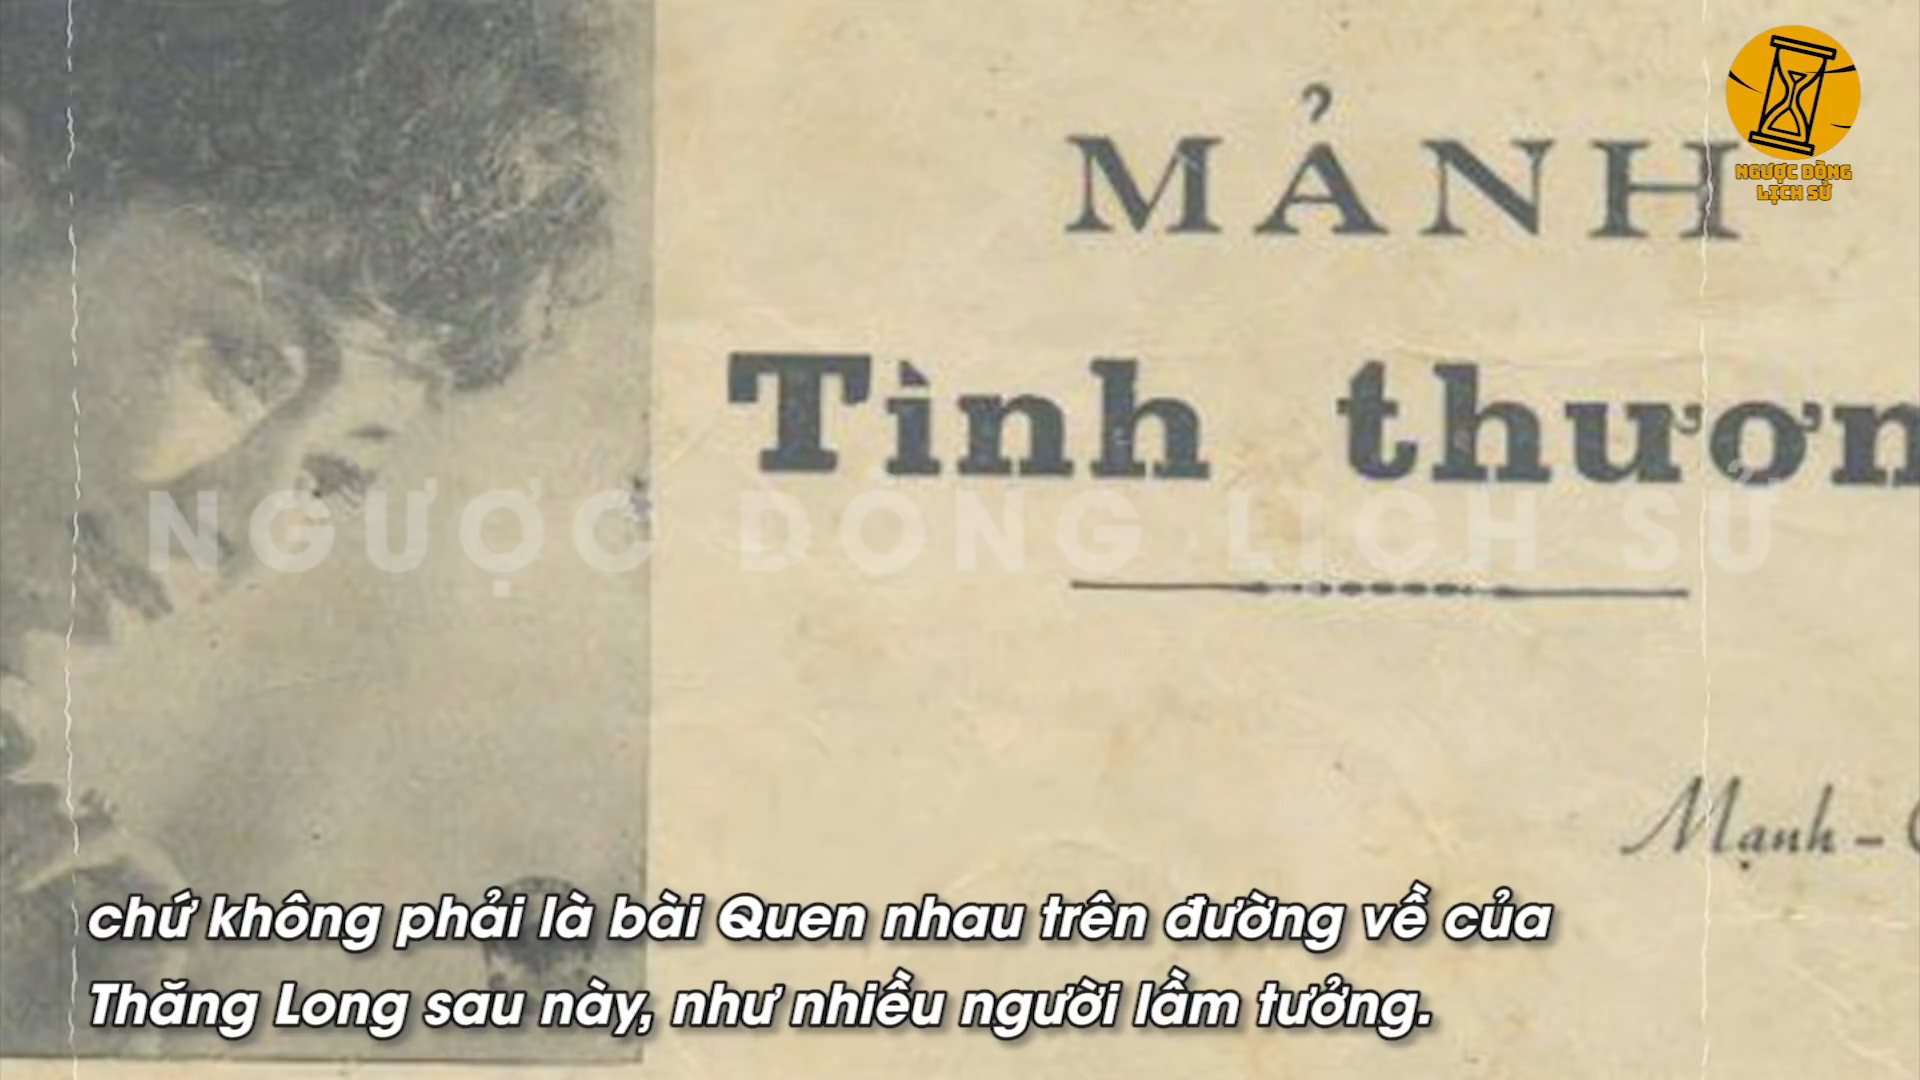 MẢNH
NGƯỢC DÒNG
LỊCH SỬ
Tình thươn
NGƯỢC DÒNG LỊCH SỬ
Mạnh -
chứ không phải là bài Quen nhau trên đường về của
Thăng Long sau này, như nhiều người lầm tưởng.